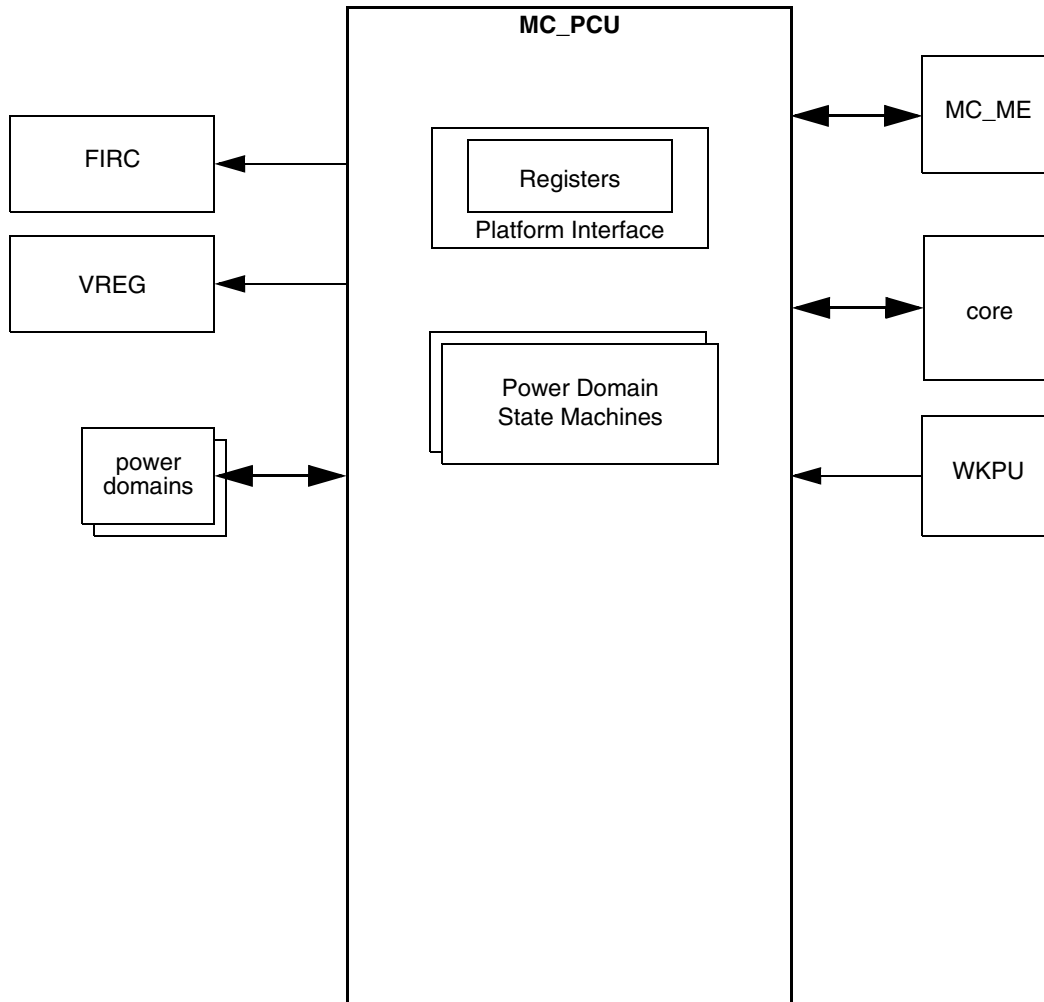 MC_PCU
FIRC
VREG
power
domains
Registers
Platform Interface
Power Domain
State Machines
MC_ME
core
WKPU